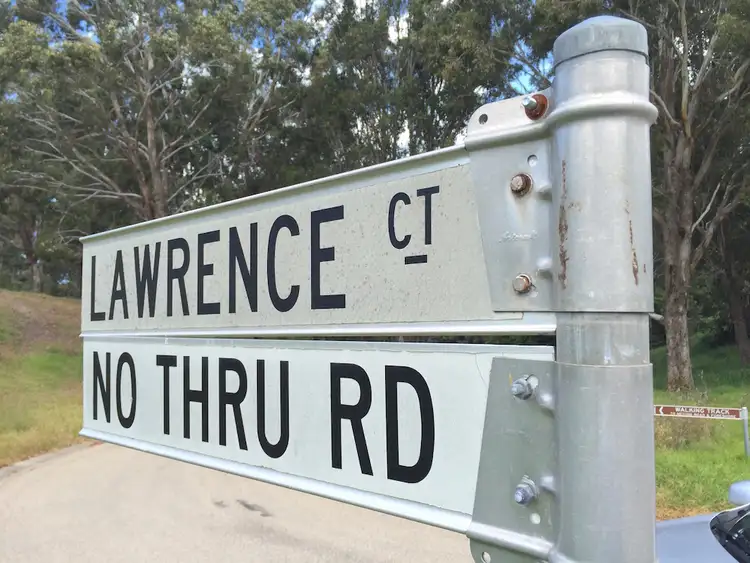 LAWRENCE CT
NO THRU RD
WALKING TRACK